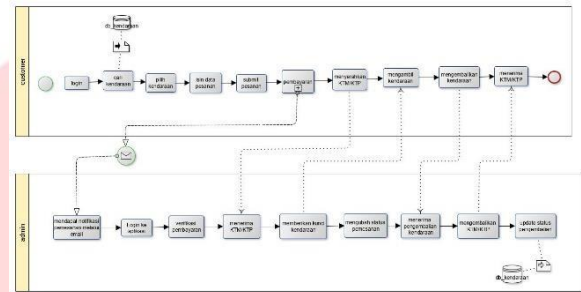 db_kendaraan
customer
login
cari
kendaraan
pilih
kendaraan
isi data
pesanan
submit
pesanan
pembayaran
menyerahkan
KTM/KTP
mengambil
kendaraan
mengembalikan
kendaraan
menerima
KTM/KTP
admin
mendapat notifikasi
pemesanan melalui
email
Login ke
aplikasi
verifikasi
pembayaran
menerima
KTM/KTP
memberikan kunci
kendaraan
mengubah status
pemesanan
menerima
pengembalian
kendaraan
mengembalikan
KTM/KTP
update status
pengembalian
db_kendaraan